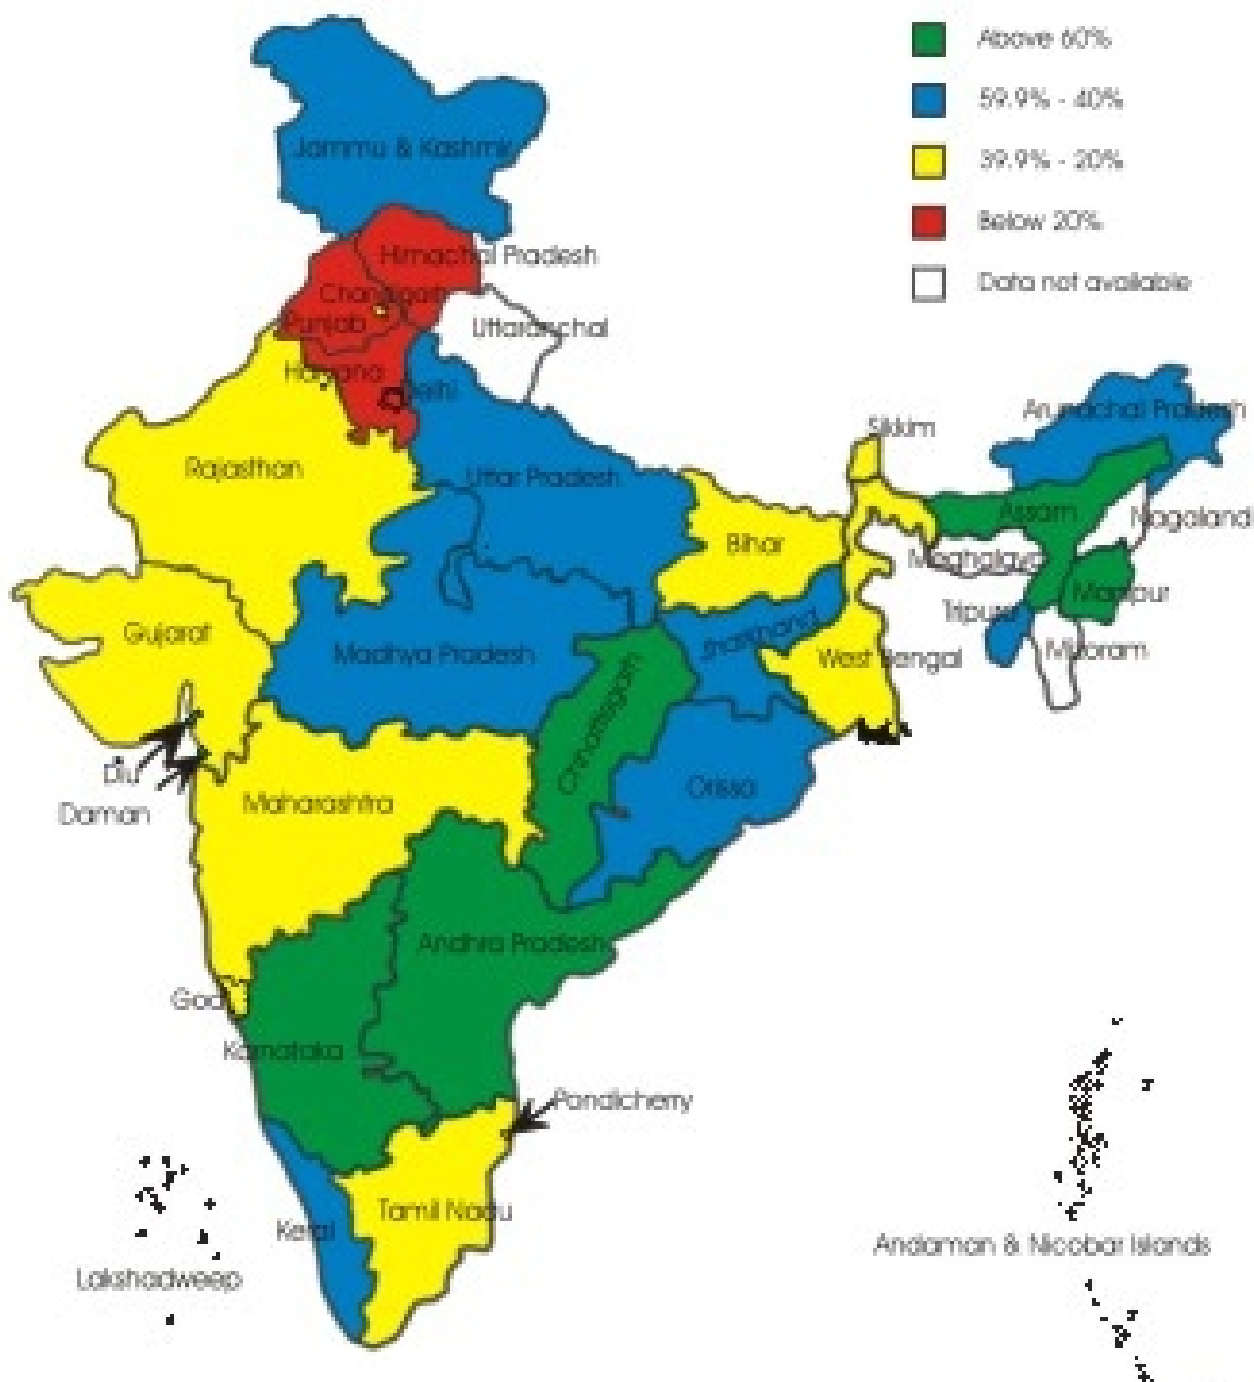 Above 60%
59.9% - 40%
39.9% - 20%
Below 20%
Data not available
Jammu & Kashmir
Himachal Pradesh
Chandigarh
Punjab
Uttaranchal
Haryana
Delhi
Arunachal Pradesh
Sikkim
Rajasthan
Uttar Pradesh
Assam
Nagaland
Bihar
Meghalaya
Manipur
Tripura
Gujarat
Jharkhand
Madhya Pradesh
West Bengal
Mizoram
Chhattisgarh
Diu
Orissa
Daman
Maharashtra
Andhra Pradesh
Goa
Karnataka
Pondicherry
Tamil Nadu
Keral
Andaman & Nicobar Islands
Lakshadweep